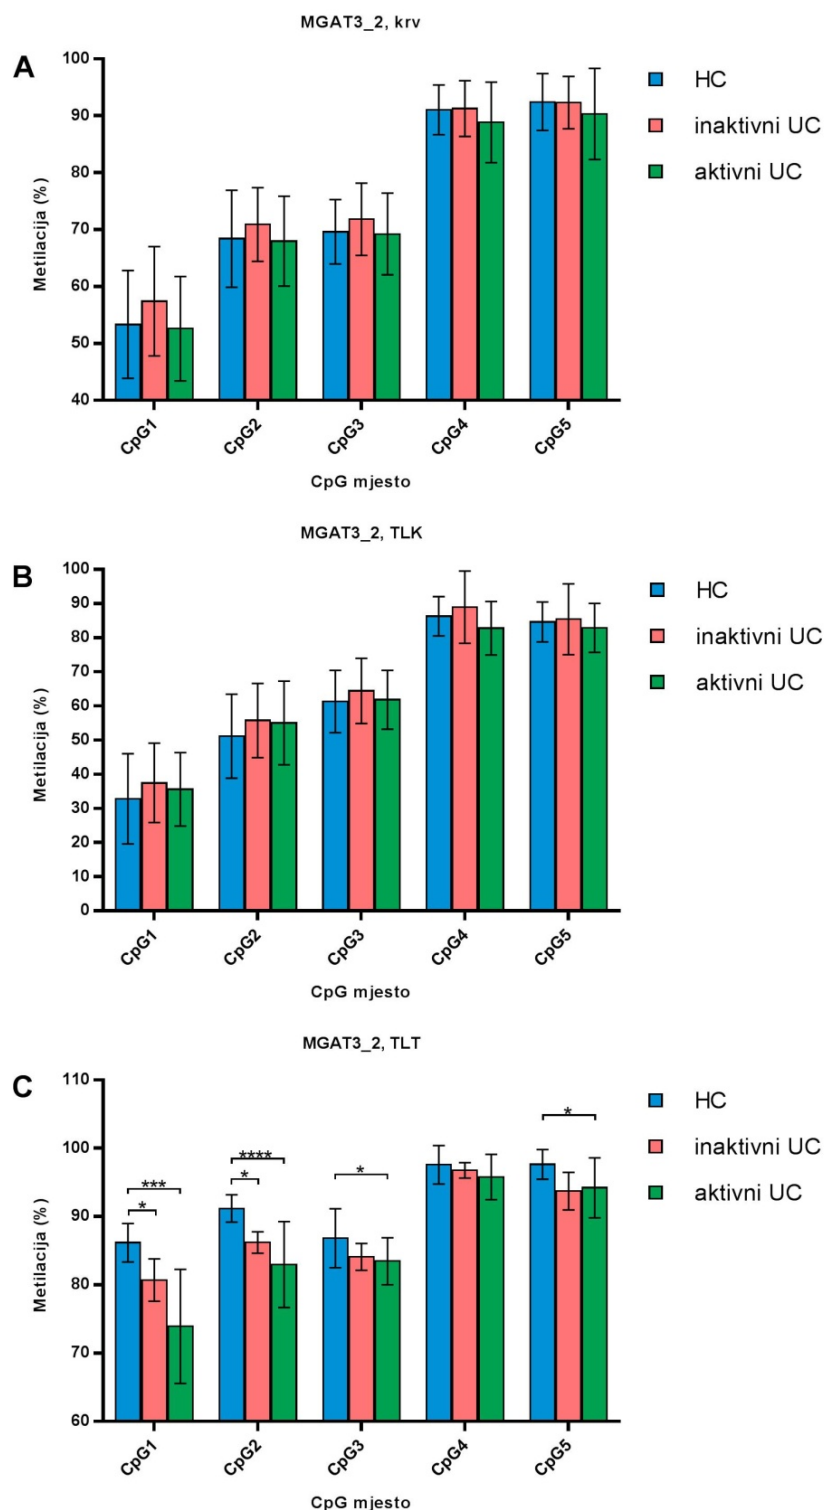 MGAT3_2, krv
A
Metilacija (%)
100
90
80
70
60
50
40
CpG1
CpG2
CpG3
CpG4
CpG5
CpG mjesto
HC
inaktivni UC
aktivni UC
MGAT3_2, TLK
B
Metilacija (%)
100
90
80
70
60
50
40
30
20
10
0
CpG1
CpG2
CpG3
CpG4
CpG5
CpG mjesto
HC
inaktivni UC
aktivni UC
MGAT3_2, TLT
C
Metilacija (%)
110
100
90
80
70
60
***
*
****
*
*
*
CpG1
CpG2
CpG3
CpG4
CpG5
CpG mjesto
HC
inaktivni UC
aktivni UC